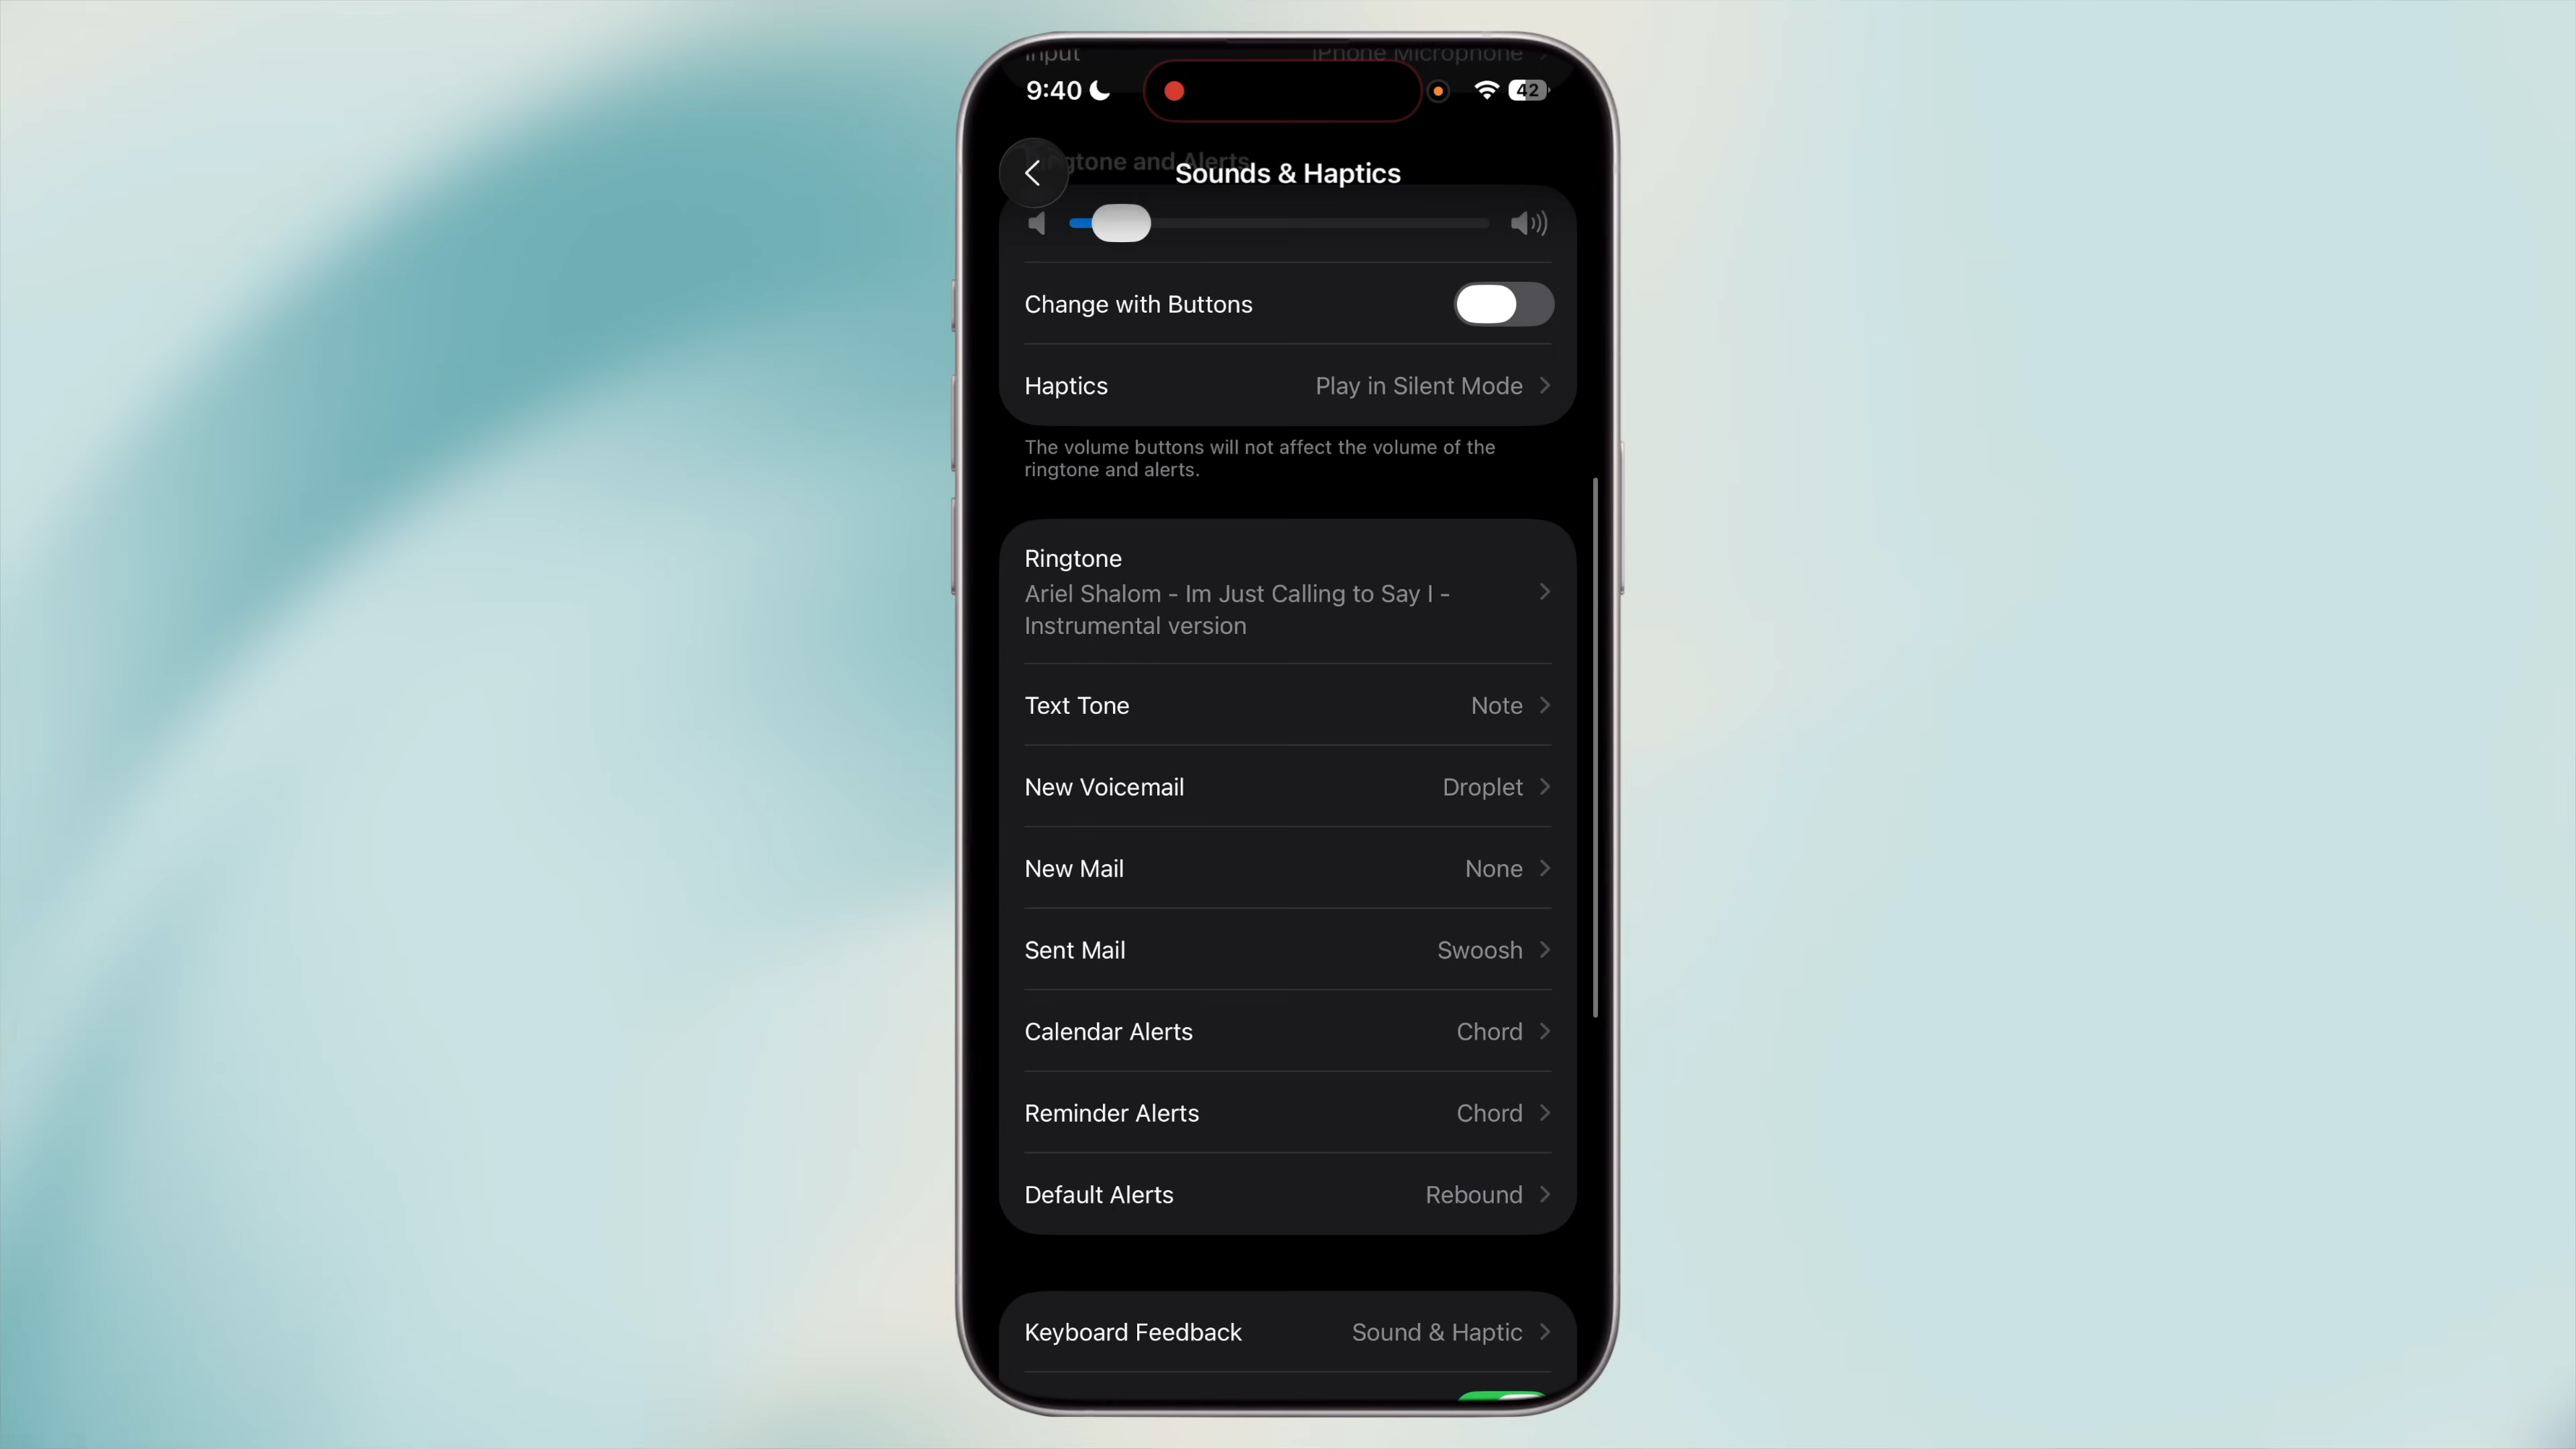 Input iPhone Microphone
9:40 42
Ringtone and Alerts
Sounds & Haptics
Change with Buttons
Haptics Play in Silent Mode
The volume buttons will not affect the volume of the
ringtone and alerts.
Ringtone
Ariel Shalom - Im Just Calling to Say I -
Instrumental version
Text Tone Note
New Voicemail Droplet
New Mail None
Sent Mail Swoosh
Calendar Alerts Chord
Reminder Alerts Chord
Default Alerts Rebound
Keyboard Feedback Sound & Haptic